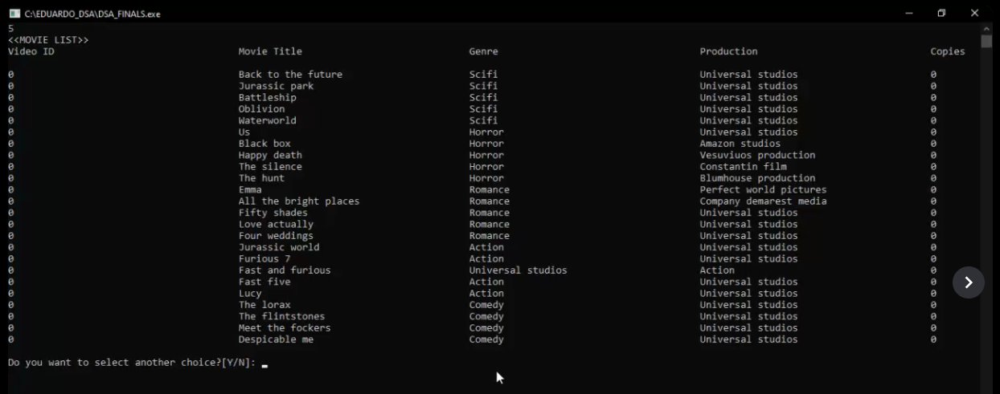 C:\EDUARDO_DSA\DSA_FINALS.exe
5
<<MOVIE LIST>>
Video ID Movie Title Genre Production Copies
0 Back to the future Scifi Universal studios 0
0 Jurassic park Scifi Universal studios 0
0 Battleship Scifi Universal studios 0
0 Oblivion Scifi Universal studios 0
0 Waterworld Scifi Universal studios 0
0 Us Horror Universal studios 0
0 Black box Horror Amazon studios 0
0 Happy death Horror Vesuviuos production 0
0 The silence Horror Constantin film 0
0 The hunt Horror Blumhouse production 0
0 Emma Romance Perfect world pictures 0
0 All the bright places Romance Company demarest media 0
0 Fifty shades Romance Universal studios 0
0 Love actually Romance Universal studios 0
0 Four weddings Romance Universal studios 0
0 Jurassic world Action Universal studios 0
0 Furious 7 Action Universal studios 0
0 Fast and furious Universal studios Action 0
0 Fast five Action Universal studios 0
0 Lucy Action Universal studios 0
0 The lorax Comedy Universal studios 0
0 The flintstones Comedy Universal studios 0
0 Meet the fockers Comedy Universal studios 0
0 Despicable me Comedy Universal studios 0
Do you want to select another choice?[Y/N]: _